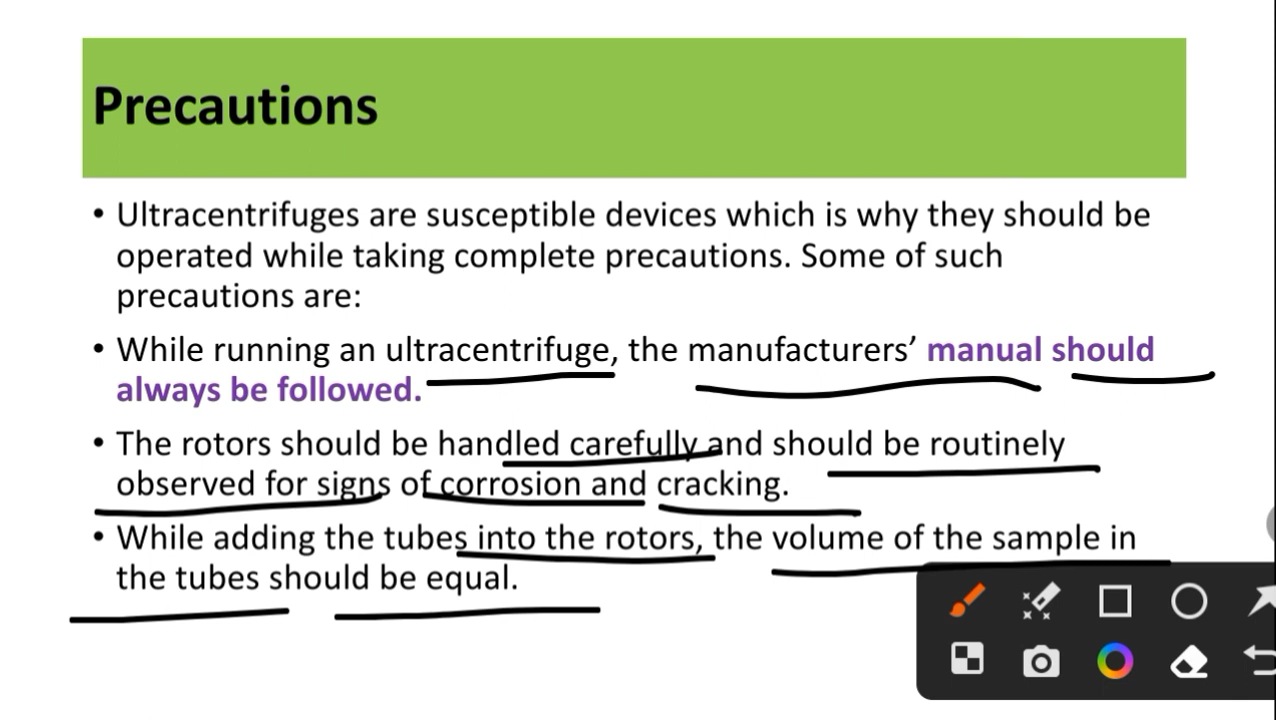 Precautions
• Ultracentrifuges are susceptible devices which is why they should be
operated while taking complete precautions. Some of such
precautions are:
• While running an ultracentrifuge, the manufacturers’ manual should
always be followed.
• The rotors should be handled carefully and should be routinely
observed for signs of corrosion and cracking.
• While adding the tubes into the rotors, the volume of the sample in
the tubes should be equal.